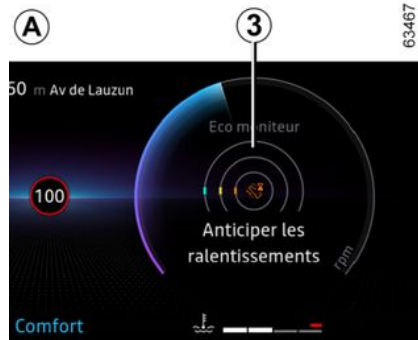 A
3
63467
50 m Av de Lauzun
Eco moniteur
100
Anticiper les
ralentissements
rpm
Comfort